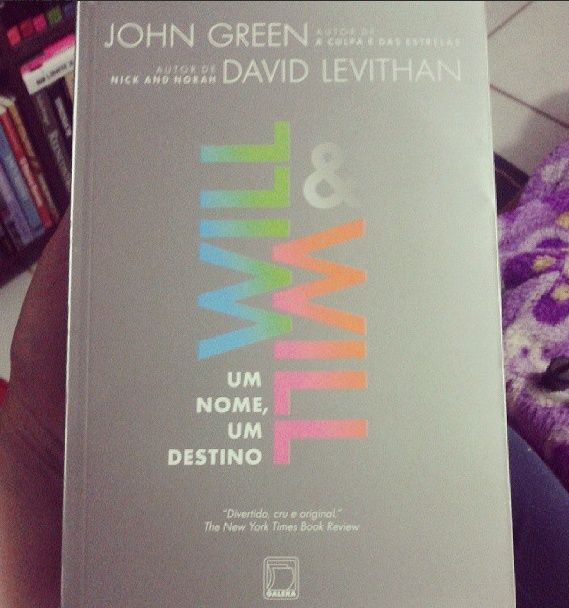 JOHN GREEN AUTOR DE
A CULPA É DAS ESTRELAS
AUTOR DE
NICK AND NORAH DAVID LEVITHAN
WILL
&
WILL
UM
NOME,
UM
DESTINO
"Divertido, cru e original."
The New York Times Book Review
GALERA